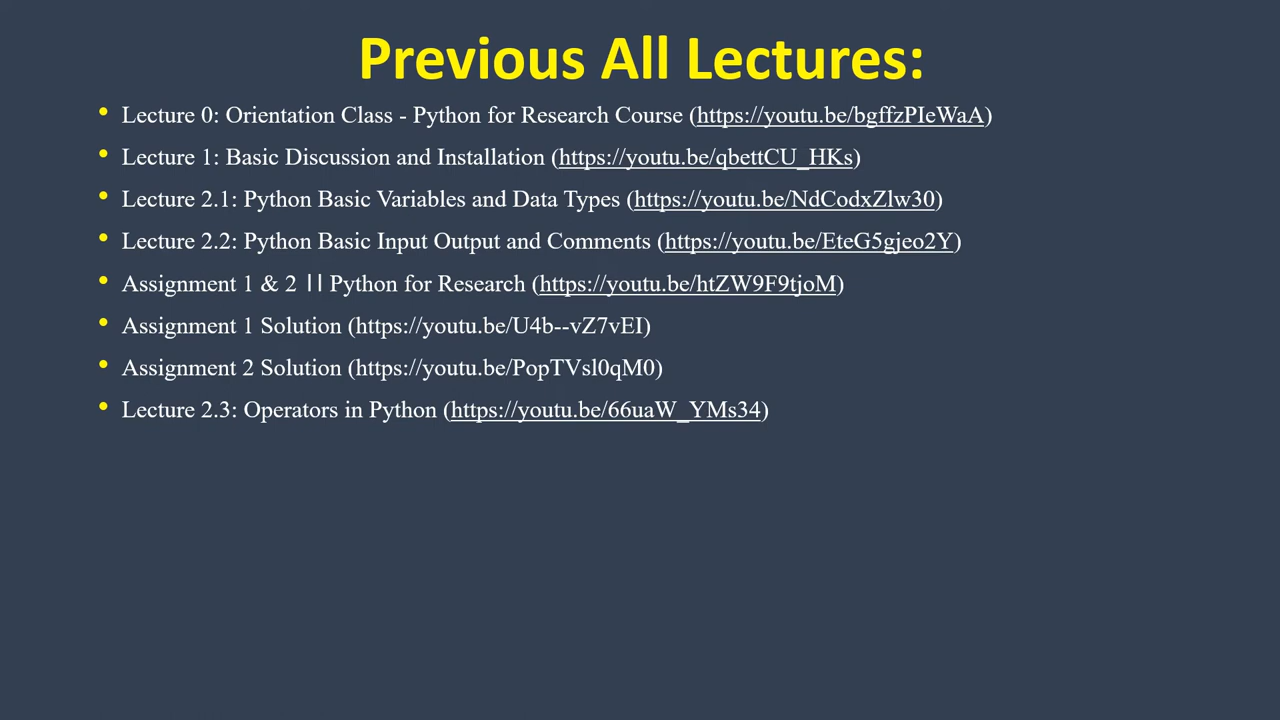 Previous All Lectures:
• Lecture 0: Orientation Class - Python for Research Course (https://youtu.be/bgffzPIeWaA)
• Lecture 1: Basic Discussion and Installation (https://youtu.be/qbettCU_HKs)
• Lecture 2.1: Python Basic Variables and Data Types (https://youtu.be/NdCodxZlw30)
• Lecture 2.2: Python Basic Input Output and Comments (https://youtu.be/EteG5gjeo2Y)
• Assignment 1 & 2 || Python for Research (https://youtu.be/htZW9F9tjoM)
• Assignment 1 Solution (https://youtu.be/U4b--vZ7vEI)
• Assignment 2 Solution (https://youtu.be/PopTVsl0qM0)
• Lecture 2.3: Operators in Python (https://youtu.be/66uaW_YMs34)